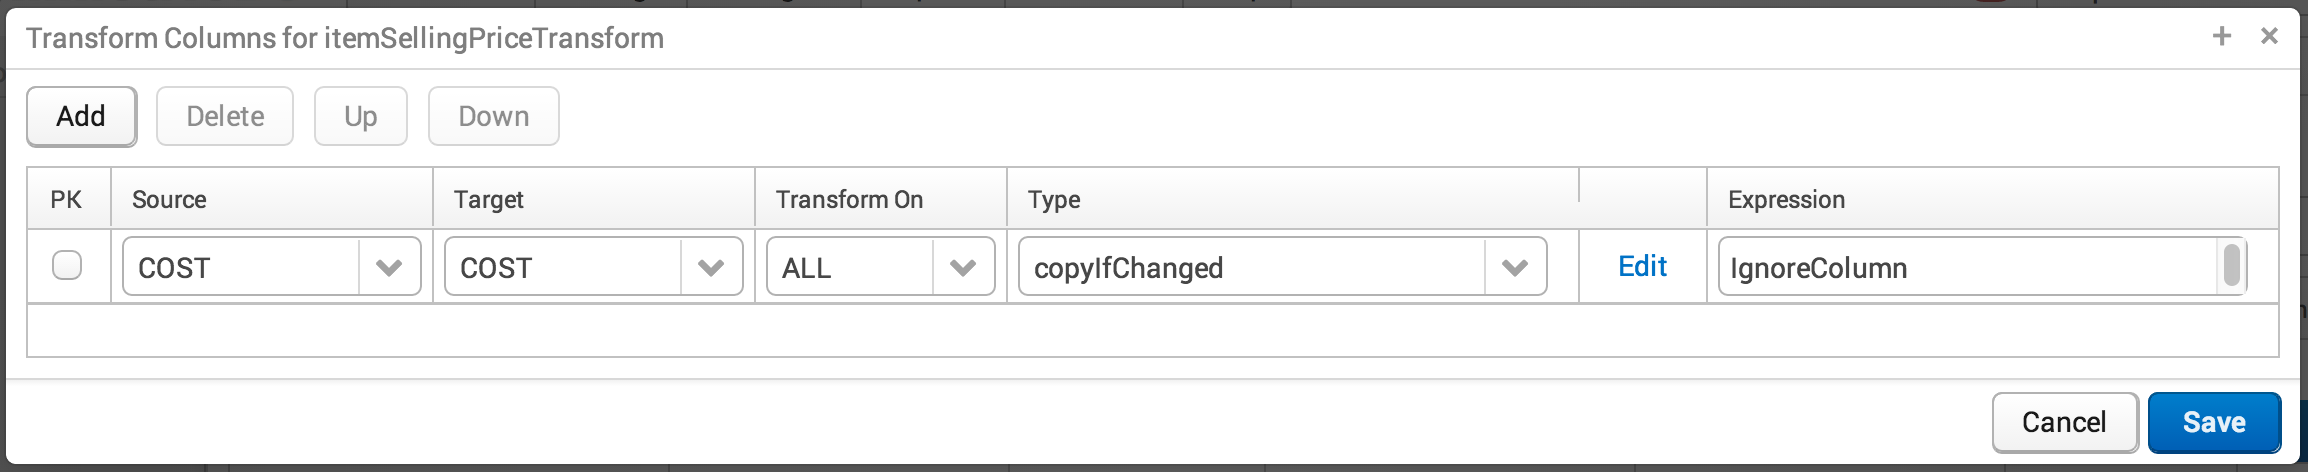 Transform Columns for itemSellingPriceTransform
Add Delete Up Down
PK Source Target Transform On Type Expression
COST COST ALL copyIfChanged Edit IgnoreColumn
Cancel Save